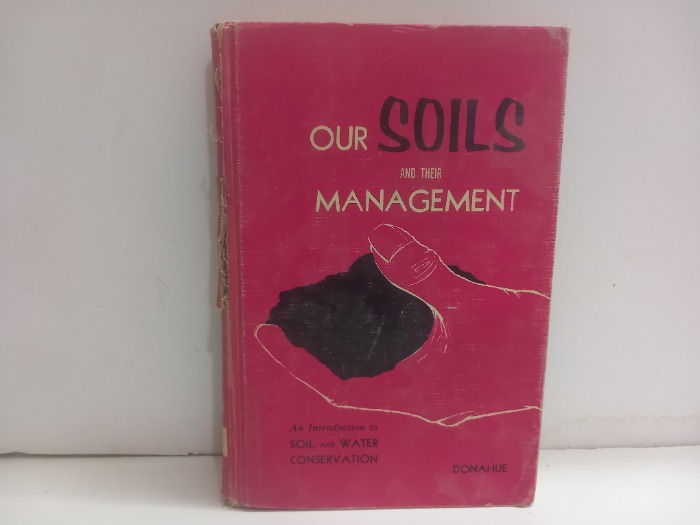 OUR SOILS
AND THEIR
MANAGEMENT
An Introduction to
SOIL AND WATER
CONSERVATION
DONAHUE